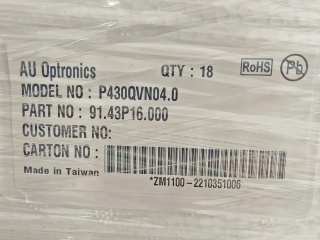 AU Optronics QTY : 18 RoHS Pb
MODEL NO : P430QVN04.0
PART NO : 91.43P16.000
CUSTOMER NO:
CARTON NO :
Made in Taiwan
*ZM1100-2210351006